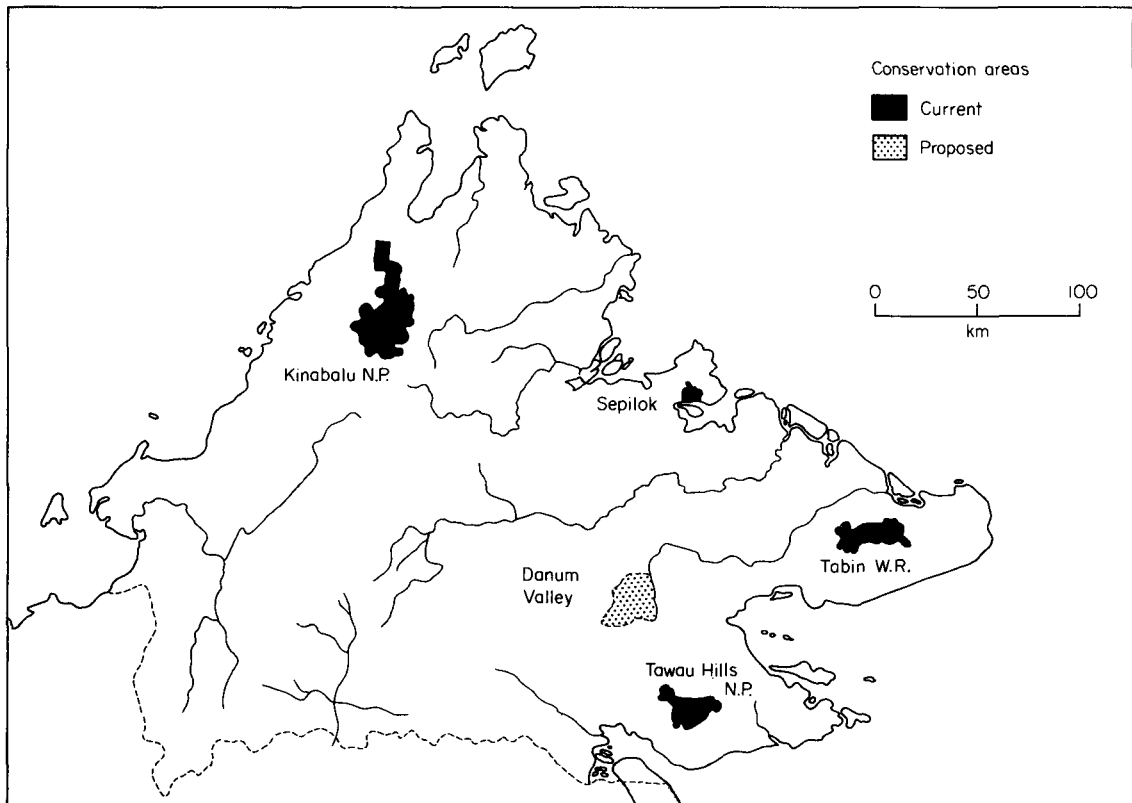 Conservation areas
Current
Proposed
0 50 100
km
Kinabalu N.P.
Sepilok
Danum
Valley
Tabin W.R.
Tawau Hills
N.P.